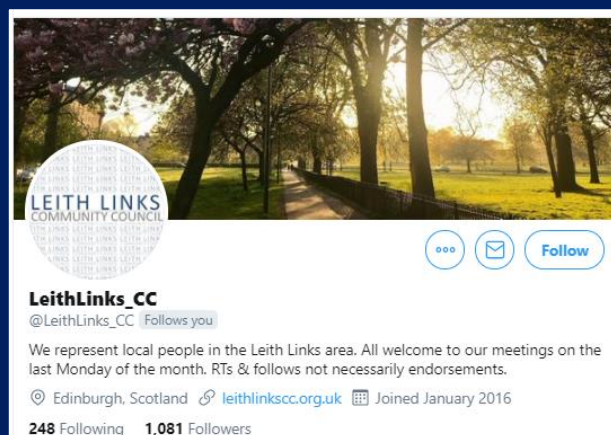 LEITH LINKS
COMMUNITY COUNCIL
Follow
LeithLinks_CC
@LeithLinks_CC Follows you
We represent local people in the Leith Links area. All welcome to our meetings on the
last Monday of the month. RTs & follows not necessarily endorsements.
Edinburgh, Scotland leithlinkscc.org.uk Joined January 2016
248 Following 1,081 Followers